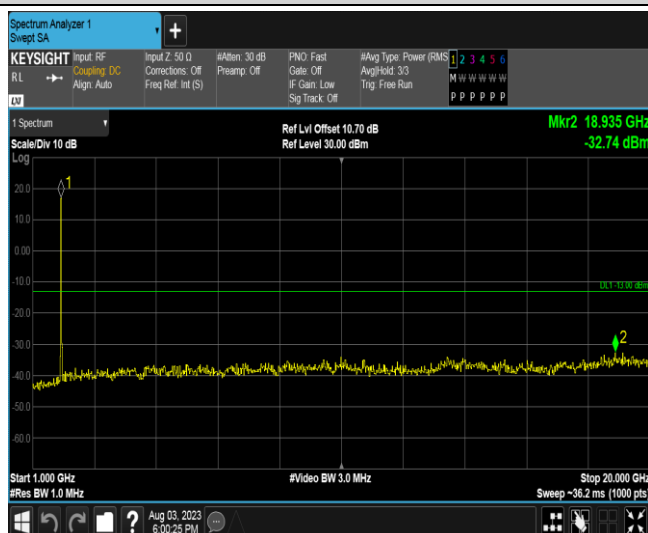 Spectrum Analyzer 1
Swept SA
KEYSIGHT
RL
LXI
Input: RF
Coupling: DC
Align: Auto
Input Z: 50 Ω
Corrections: Off
Freq Ref: Int (S)
#Atten: 30 dB
Preamp: Off
PNO: Fast
Gate: Off
IF Gain: Low
Sig Track: Off
#Avg Type: Power (RMS
Avg|Hold: 3/3
Trig: Free Run
1 2 3 4 5 6
M W W W W W
P P P P P P
1 Spectrum
Scale/Div 10 dB
Ref Lvl Offset 10.70 dB
Ref Level 30.00 dBm
Mkr2 18.935 GHz
-32.74 dBm
Log
1
20.0
10.0
0.00
-10.0
DL1 -13.00 dBm
-20.0
2
-30.0
-40.0
-50.0
-60.0
Start 1.000 GHz
#Video BW 3.0 MHz
Stop 20.000 GHz
#Res BW 1.0 MHz
Sweep ~36.2 ms (1000 pts)
?
Aug 03, 2023
6:00:25 PM